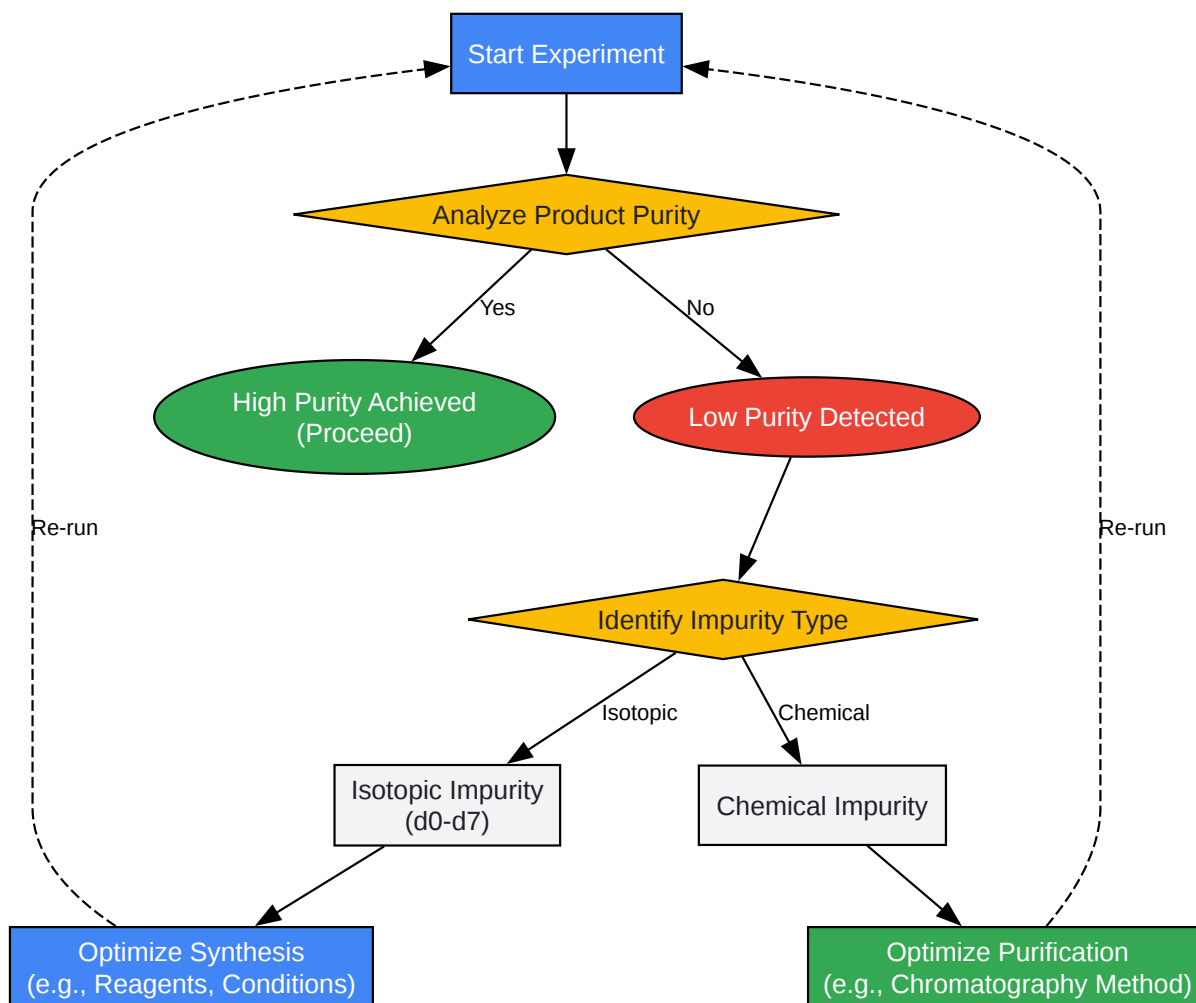 Start Experiment
Analyze Product Purity
Yes
No
High Purity Achieved
(Proceed)
Low Purity Detected
Re-run
Re-run
Identify Impurity Type
Isotopic
Chemical
Isotopic Impurity
(d0-d7)
Chemical Impurity
Optimize Synthesis
(e.g., Reagents, Conditions)
Optimize Purification
(e.g., Chromatography Method)